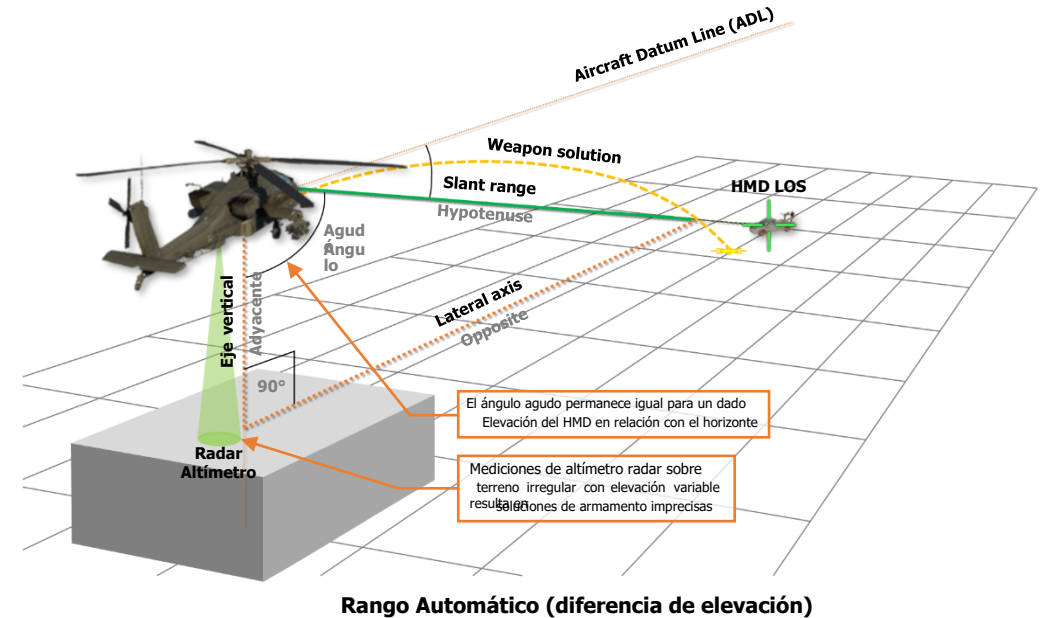 Aircraft Datum Line (ADL)
Weapon solution
HMD LOS
Slant range
Hypotenuse
Agud
o
Ángu
lo
Eje vertical
Adyacente
Lateral axis
Opposite
90°
El ángulo agudo permanece igual para un dado
Elevación del HMD en relación con el horizonte
Radar
Altímetro
Mediciones de altímetro radar sobre
terreno irregular con elevación variable
resulta en
soluciones de armamento imprecisas
Rango Automático (diferencia de elevación)